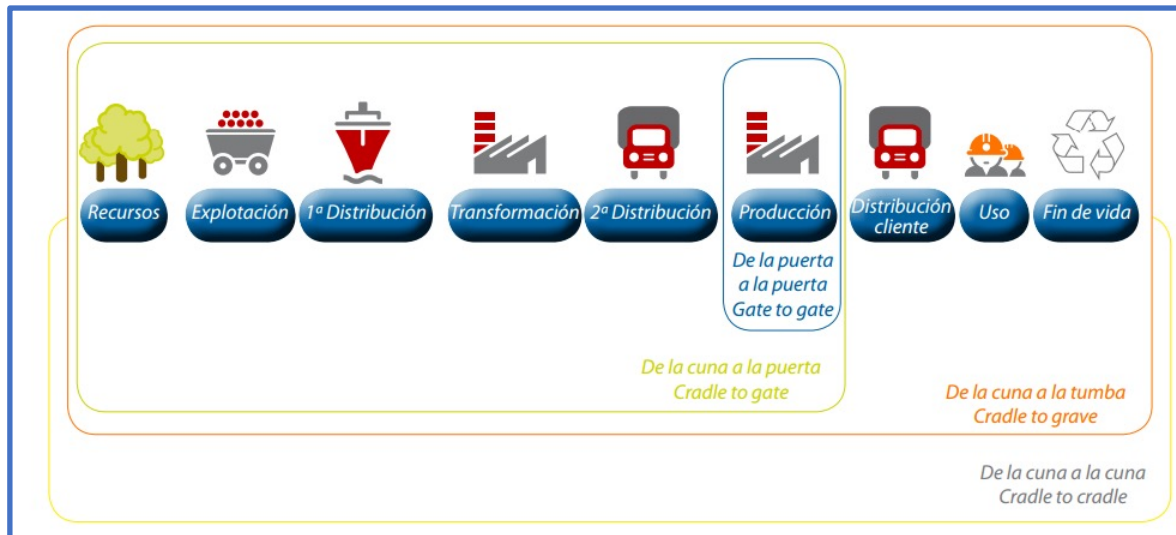 Recursos
Explotación
1ª Distribución
Transformación
2ª Distribución
Producción
Distribución
cliente
Uso
Fin de vida
De la puerta
a la puerta
Gate to gate
De la cuna a la puerta
Cradle to gate
De la cuna a la tumba
Cradle to grave
De la cuna a la cuna
Cradle to cradle